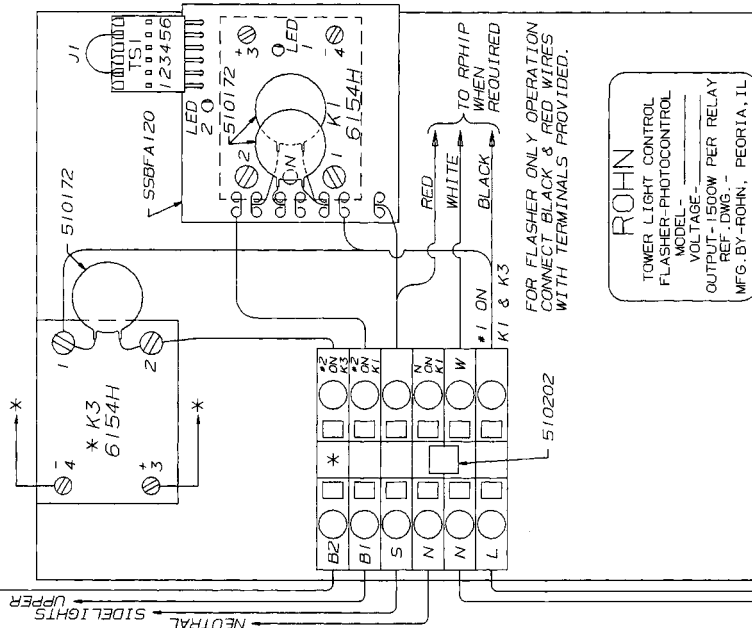 J1
TS1
123456
SSBFA120
LED
2
LED
1
+
3
-
4
510172
K1
6154H
NO
2
1
510172
1
2
-
4
* K3
6154H
+
3
*
*
RED
WHITE
BLACK
TO RPH1P
WHEN
REQUIRED
FOR FLASHER ONLY OPERATION
CONNECT BLACK & RED WIRES
WITH TERMINALS PROVIDED.
#2
ON
K3
#2
ON
K1
N
ON
K1
W
#1 ON
K1 & K3
*
B2
B1
S
N
N
L
510202
UPPER
SIDELIGHTS
NEUTRAL
ROHN
TOWER LIGHT CONTROL
FLASHER-PHOTOCONTROL
MODEL-
VOLTAGE-
OUTPUT-1500W PER RELAY
REF. DWG.-
MFG. BY-ROHN, PEORIA, IL